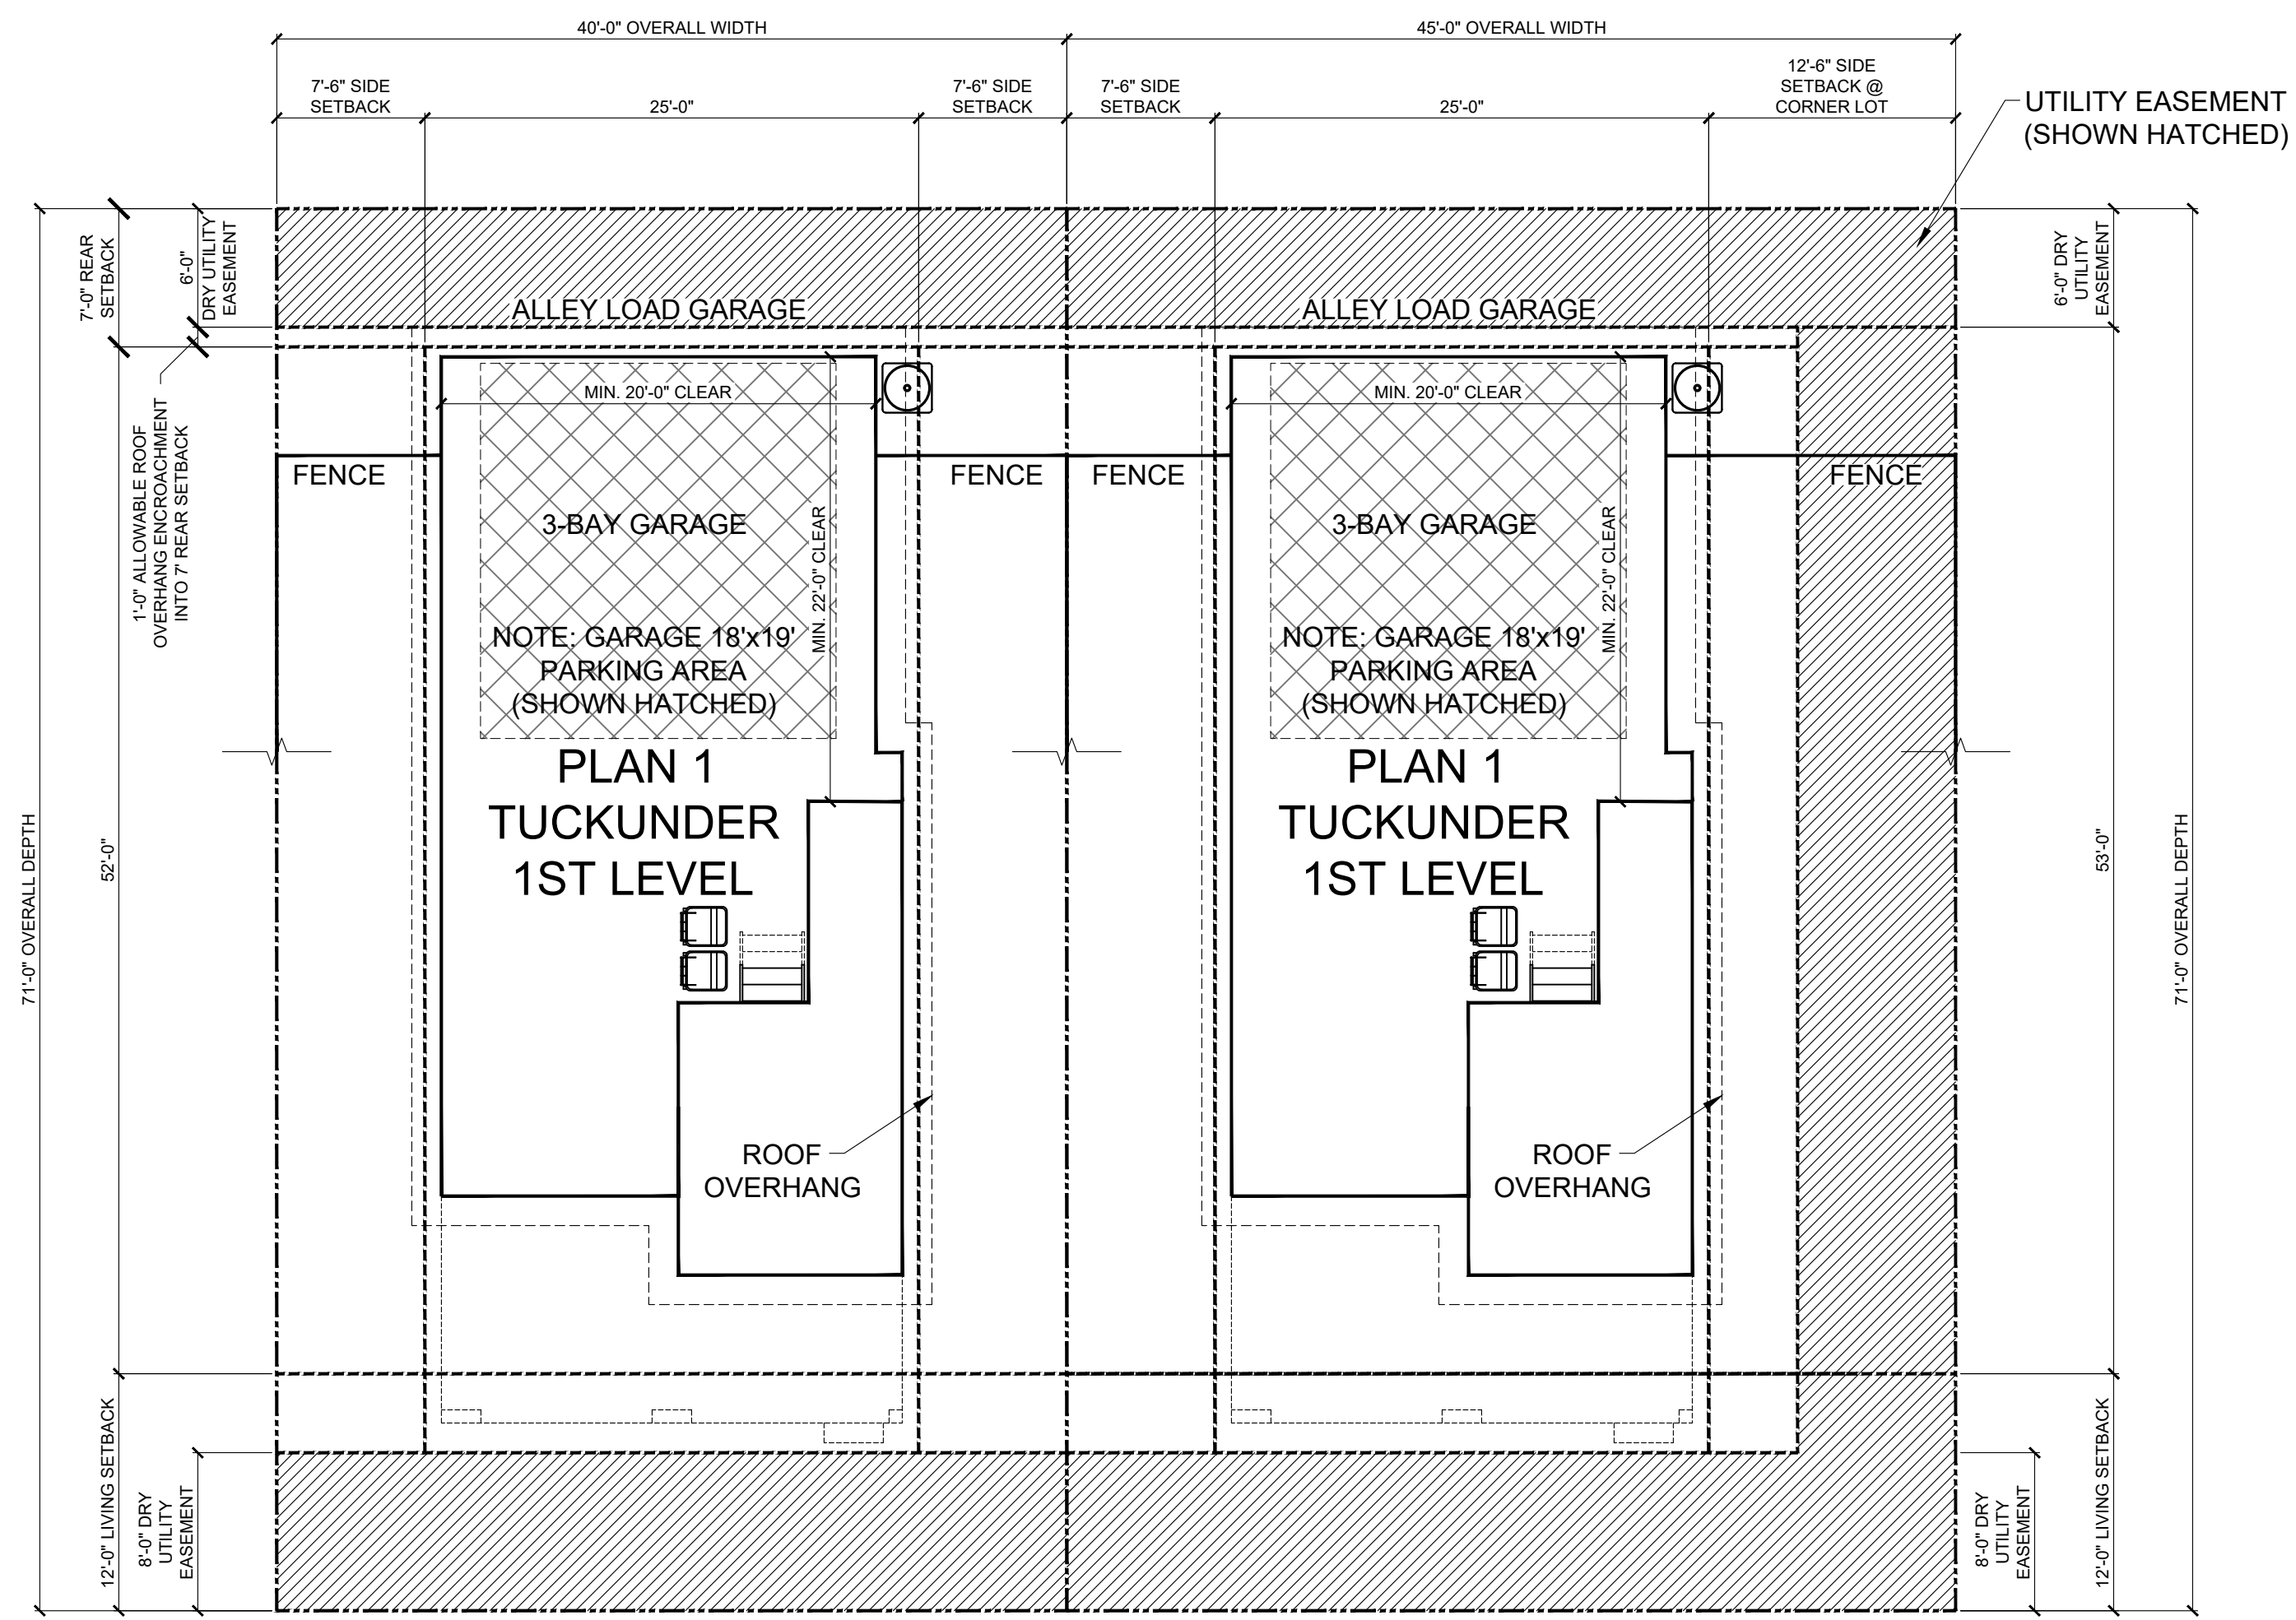 40'-0" OVERALL WIDTH
45'-0" OVERALL WIDTH
7'-6" SIDE
SETBACK
25'-0"
7'-6" SIDE
SETBACK
7'-6" SIDE
SETBACK
25'-0"
12'-6" SIDE
SETBACK @
CORNER LOT
UTILITY EASEMENT
(SHOWN HATCHED)
7'-0" REAR
SETBACK
6'-0"
DRY UTILITY
EASEMENT
6'-0" DRY
UTILITY
EASEMENT
ALLEY LOAD GARAGE
ALLEY LOAD GARAGE
MIN. 20'-0" CLEAR
MIN. 20'-0" CLEAR
1'-0" ALLOWABLE ROOF
OVERHANG ENCROACHMENT
INTO 7' REAR SETBACK
FENCE
FENCE
FENCE
FENCE
3-BAY GARAGE
MIN. 22'-0" CLEAR
3-BAY GARAGE
MIN. 22'-0" CLEAR
NOTE: GARAGE 18'x19'
PARKING AREA
(SHOWN HATCHED)
NOTE: GARAGE 18'x19'
PARKING AREA
(SHOWN HATCHED)
PLAN 1
TUCKUNDER
1ST LEVEL
PLAN 1
TUCKUNDER
1ST LEVEL
71'-0" OVERALL DEPTH
52'-0"
53'-0"
71'-0" OVERALL DEPTH
ROOF
OVERHANG
ROOF
OVERHANG
12'-0" LIVING SETBACK
8'-0" DRY
UTILITY
EASEMENT
8'-0" DRY
UTILITY
EASEMENT
12'-0" LIVING SETBACK